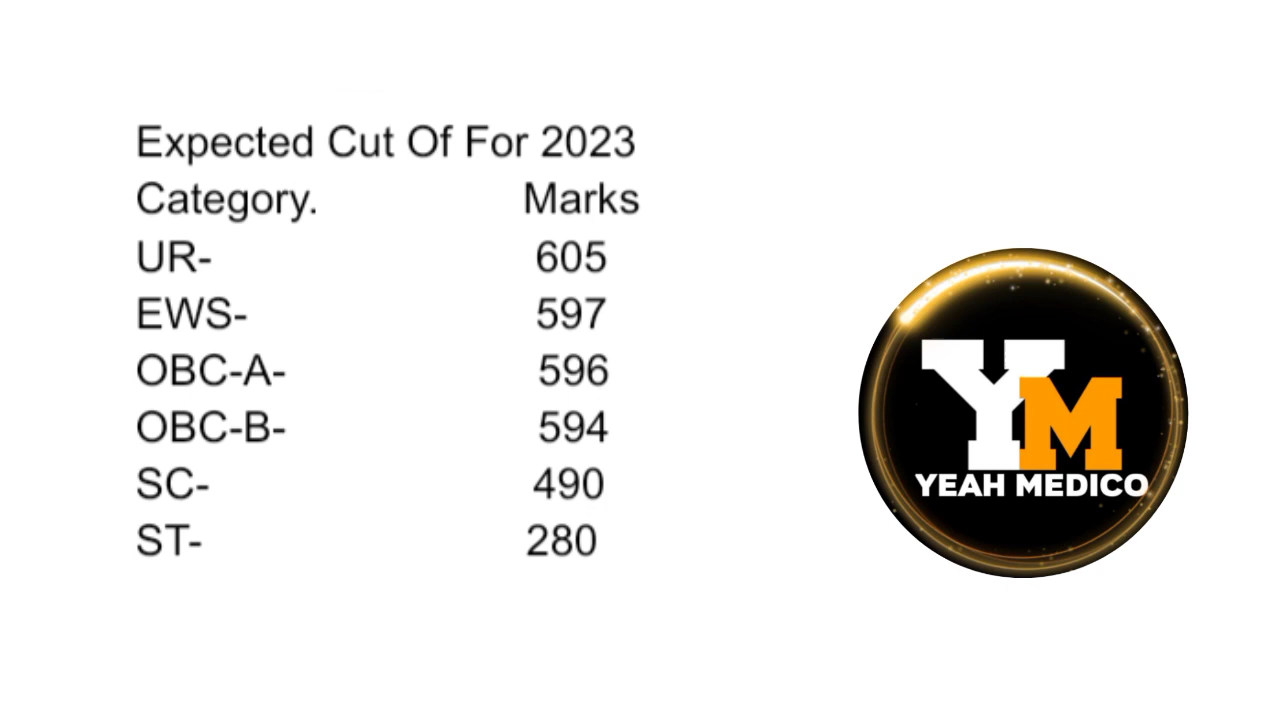 Expected Cut Of For 2023
Category. Marks
UR- 605
EWS- 597
OBC-A- 596
OBC-B- 594
SC- 490
ST- 280
YM
YEAH MEDICO